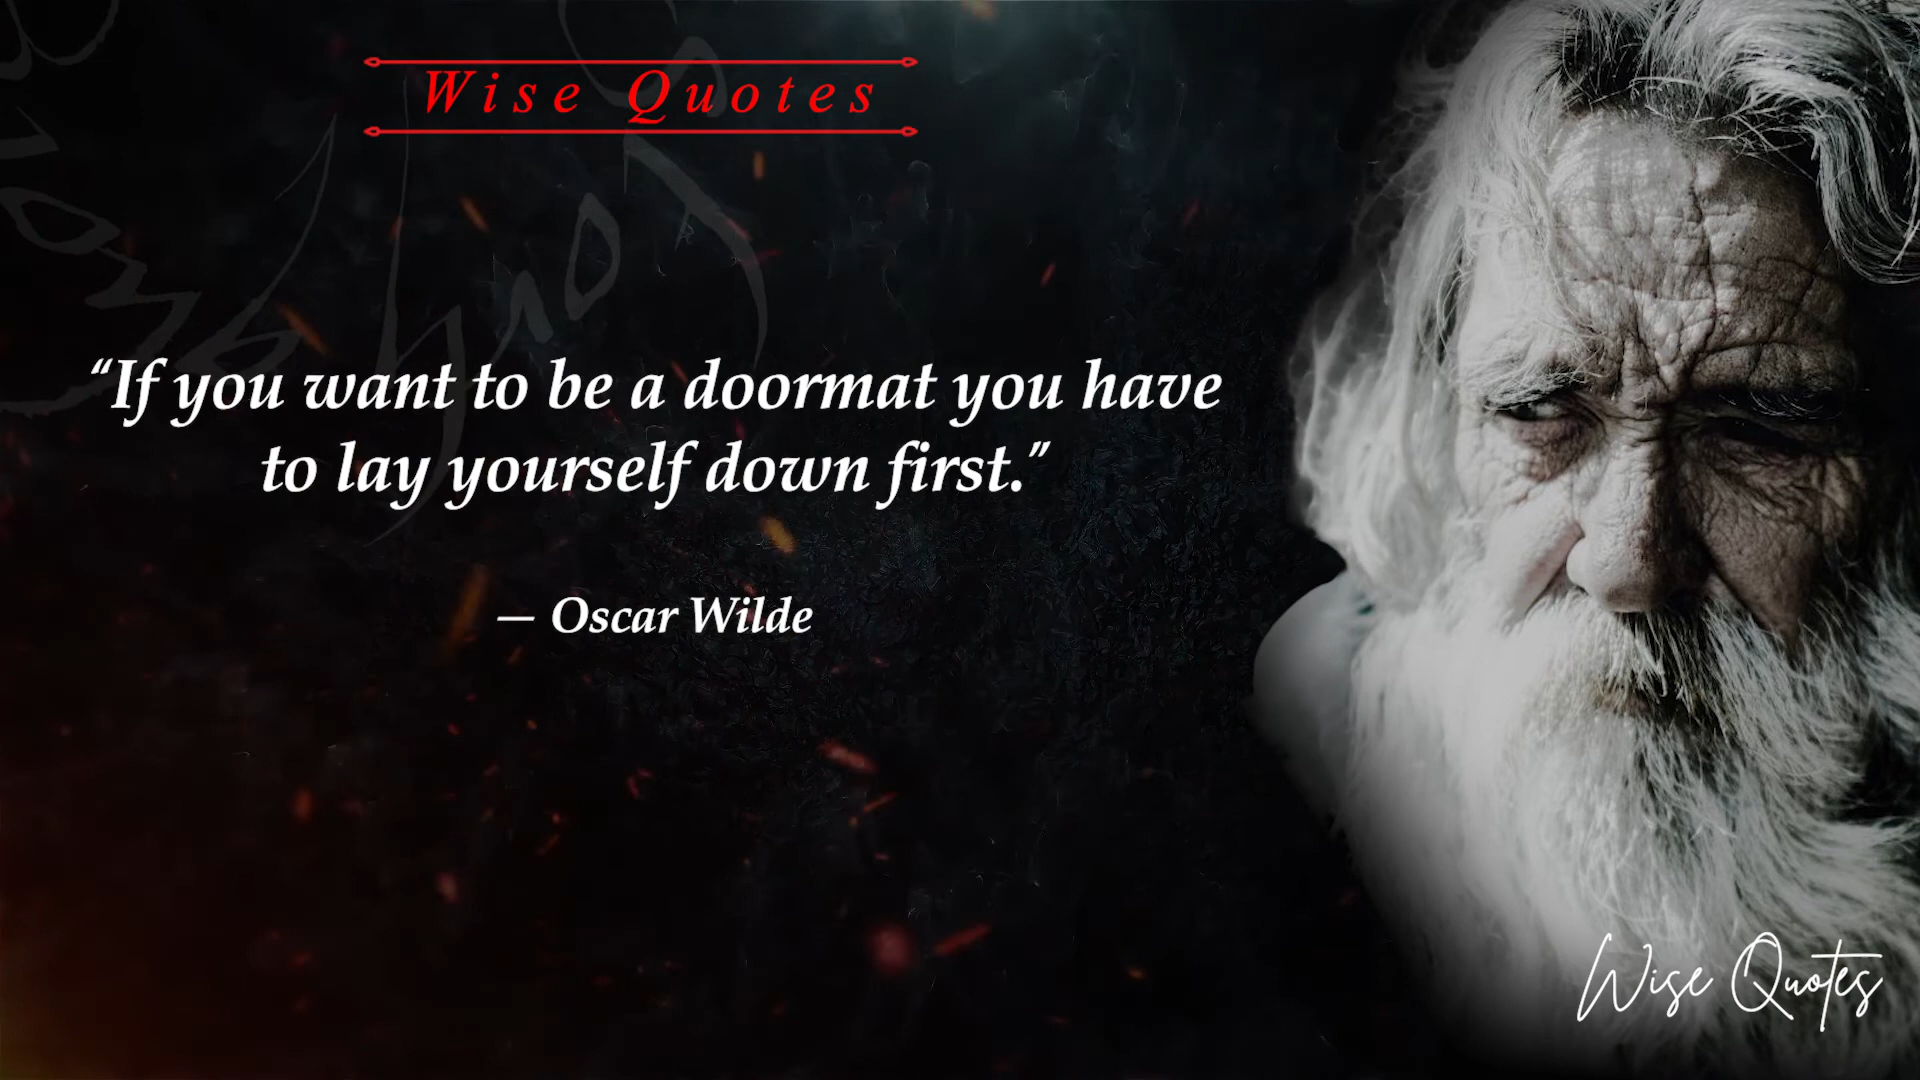 Wise Quotes
“If you want to be a doormat you have
to lay yourself down first.”
— Oscar Wilde
Wise Quotes